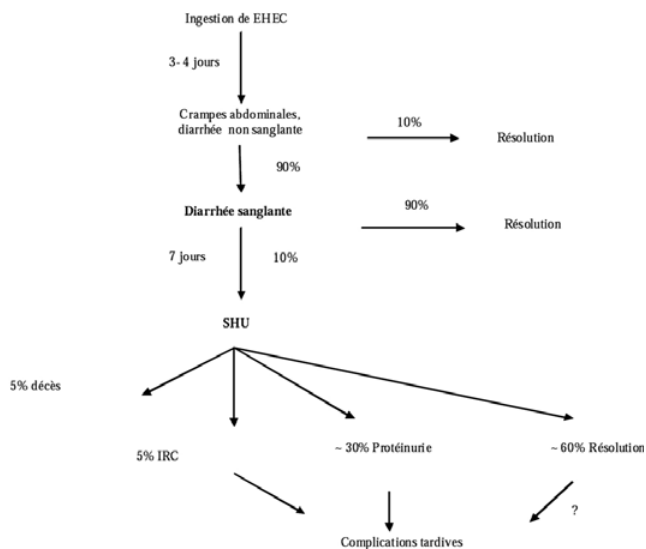 Ingestion de EHEC
3-4 jours
Crampes abdominales,
diarrhée non sanglante
10%
Résolution
90%
Diarrhée sanglante
90%
Résolution
7 jours
10%
SHU
5% décès
5% IRC
~ 30% Protéinurie
~ 60% Résolution
?
Complications tardives